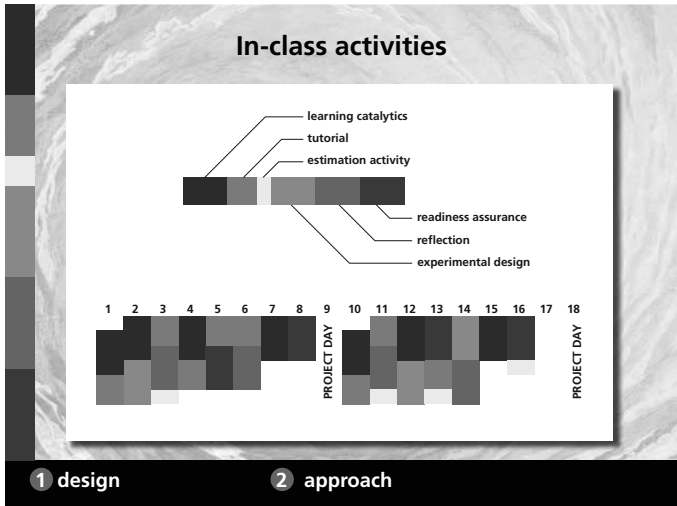 In-class activities
learning catalytics
tutorial
estimation activity
readiness assurance
reflection
experimental design
1 2 3 4 5 6 7 8 9 10 11 12 13 14 15 16 17 18
PROJECT DAY
PROJECT DAY
1 design
2 approach